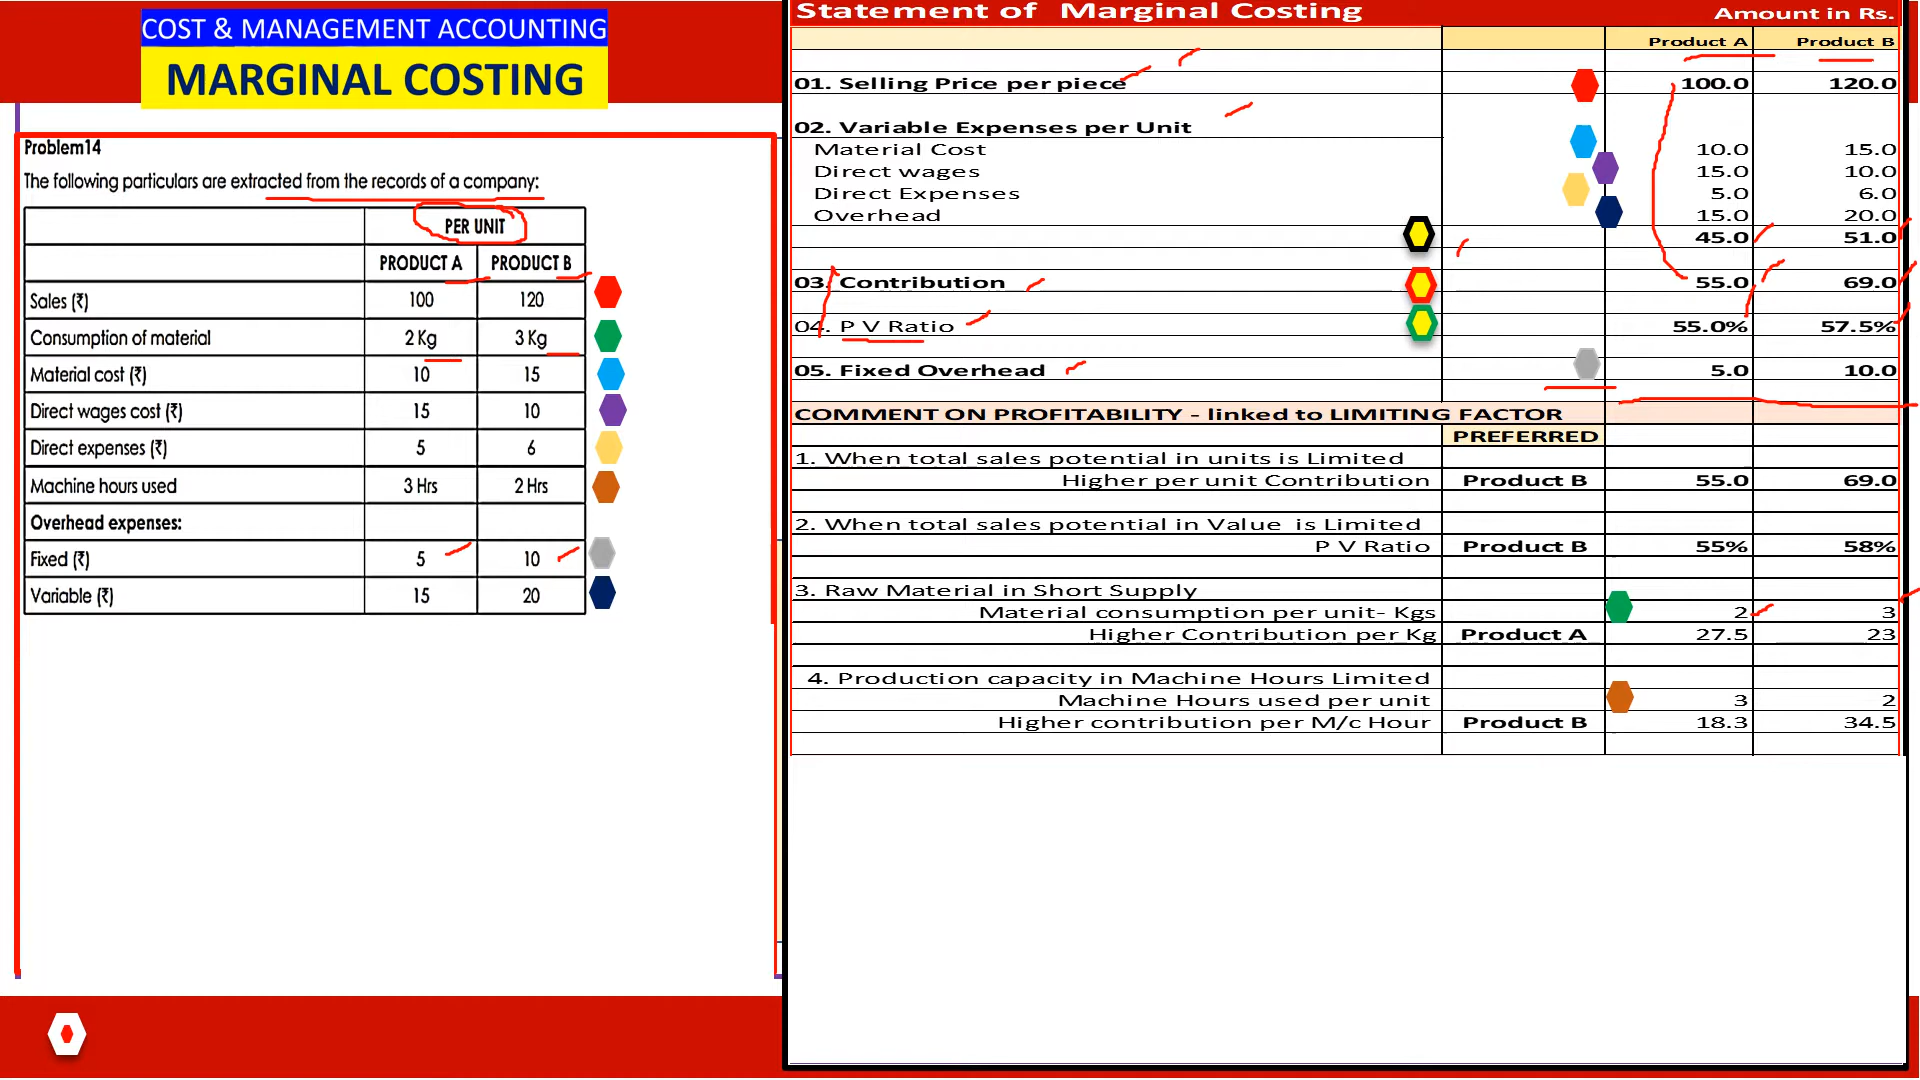 COST & MANAGEMENT ACCOUNTING
MARGINAL COSTING
Problem14
The following particulars are extracted from the records of a company:
PER UNIT
PRODUCT A PRODUCT B
Sales (₹) 100 120
Consumption of material 2 Kg 3 Kg
Material cost (₹) 10 15
Direct wages cost (₹) 15 10
Direct expenses (₹) 5 6
Machine hours used 3 Hrs 2 Hrs
Overhead expenses:
Fixed (₹) 5 10
Variable (₹) 15 20
Statement of Marginal Costing Amount in Rs.
Product A Product B
01. Selling Price per piece 100.0 120.0
02. Variable Expenses per Unit
Material Cost 10.0 15.0
Direct wages 15.0 10.0
Direct Expenses 5.0 6.0
Overhead 15.0 20.0
45.0 51.0
03. Contribution 55.0 69.0
04. P V Ratio 55.0% 57.5%
05. Fixed Overhead 5.0 10.0
COMMENT ON PROFITABILITY - linked to LIMITING FACTOR
PREFERRED
1. When total sales potential in units is Limited
Higher per unit Contribution Product B 55.0 69.0
2. When total sales potential in Value is Limited
P V Ratio Product B 55% 58%
3. Raw Material in Short Supply
Material consumption per unit- Kgs 2 3
Higher Contribution per Kg Product A 27.5 23
4. Production capacity in Machine Hours Limited
Machine Hours used per unit 3 2
Higher contribution per M/c Hour Product B 18.3 34.5